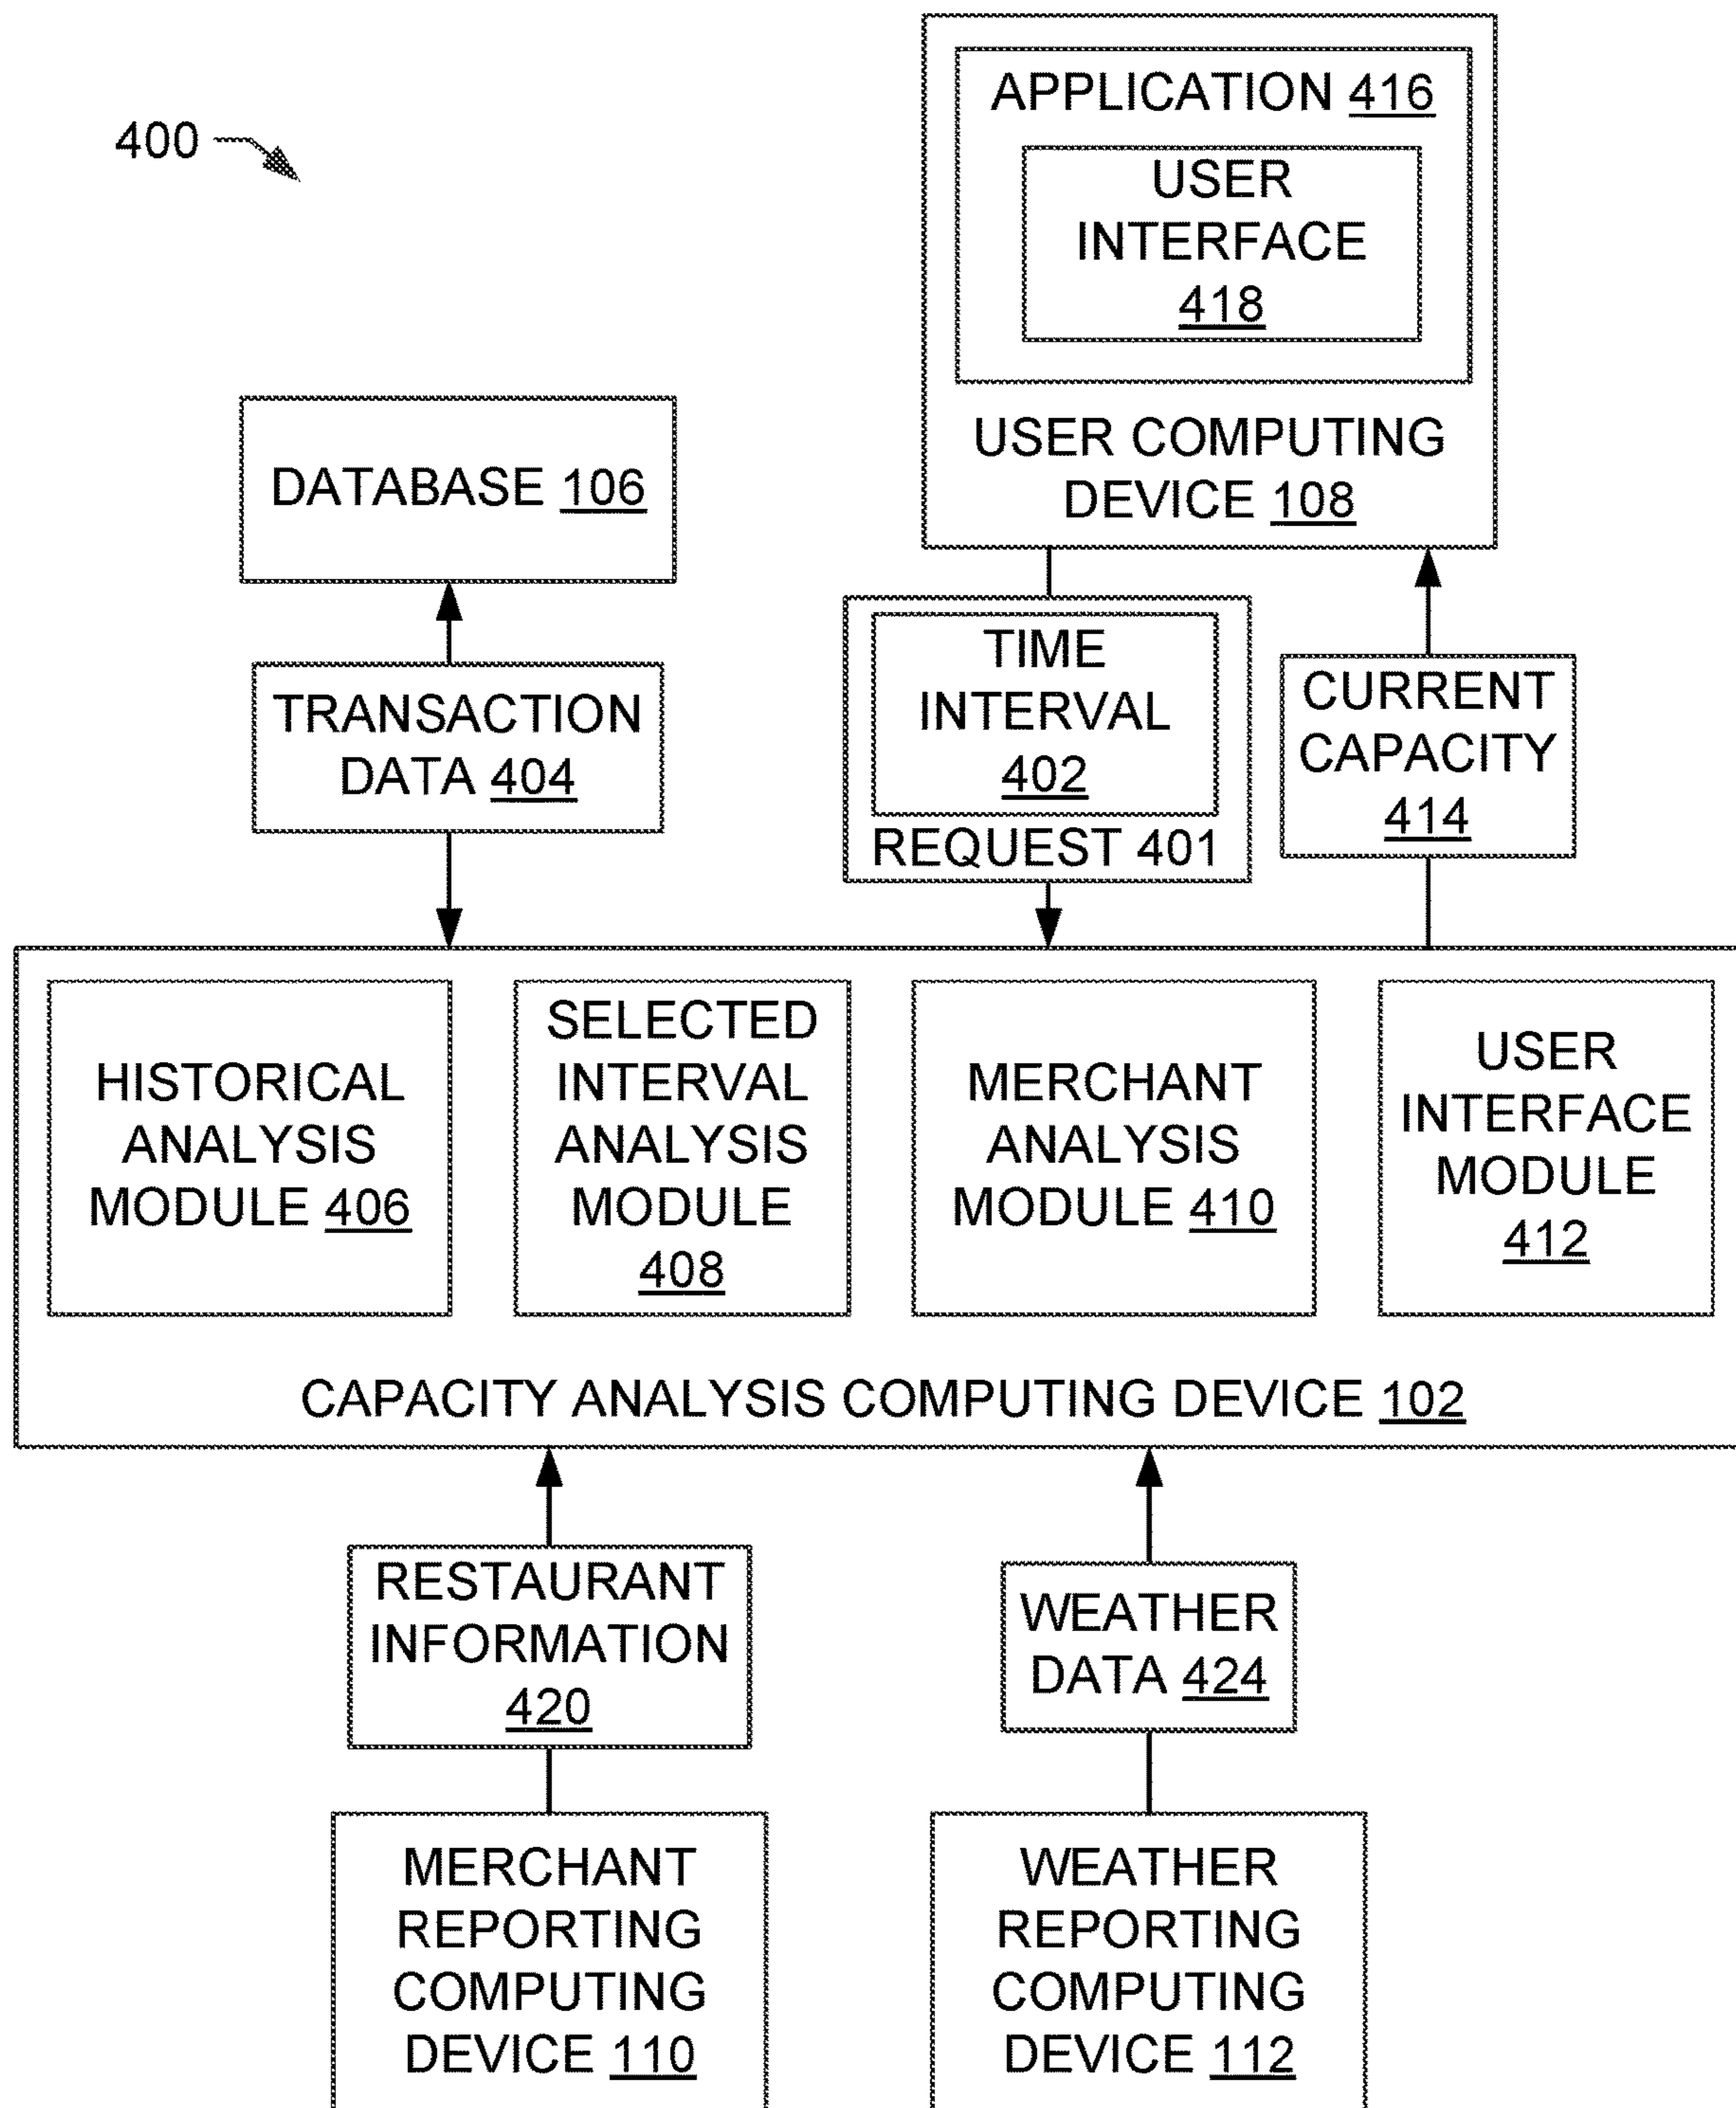 400
APPLICATION 416
USER
INTERFACE
418
USER COMPUTING
DEVICE 108
DATABASE 106
TRANSACTION
DATA 404
TIME
INTERVAL
402
REQUEST 401
CURRENT
CAPACITY
414
HISTORICAL
ANALYSIS
MODULE 406
SELECTED
INTERVAL
ANALYSIS
MODULE
408
MERCHANT
ANALYSIS
MODULE 410
USER
INTERFACE
MODULE
412
CAPACITY ANALYSIS COMPUTING DEVICE 102
RESTAURANT
INFORMATION
420
WEATHER
DATA 424
MERCHANT
REPORTING
COMPUTING
DEVICE 110
WEATHER
REPORTING
COMPUTING
DEVICE 112